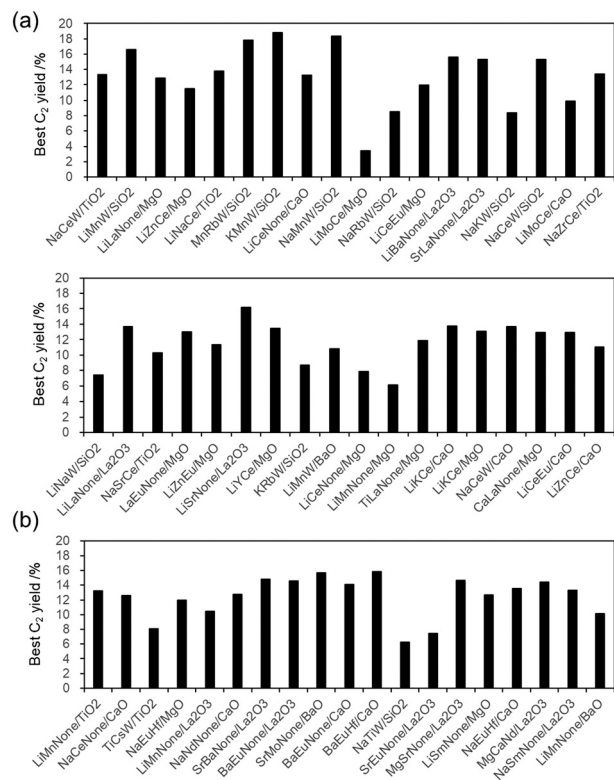 (a)
Best C2 yield /%
20
18
16
14
12
10
8
6
4
2
0
NaCeW/TiO2
LiMnW/SiO2
LiLaNone/MgO
LiZnCe/MgO
LiNaCe/TiO2
MnRbW/SiO2
KMnW/SiO2
LiCeNone/CaO
NaMnW/SiO2
LiMoCe/MgO
NaRbW/SiO2
LiCeEu/MgO
LiBaNone/La2O3
SrLaNone/La2O3
NaKW/SiO2
NaCeW/SiO2
LiMoCe/CaO
NaZrCe/TiO2
Best C2 yield /%
20
18
16
14
12
10
8
6
4
2
0
LiNaW/SiO2
LiLaNone/La2O3
NaSrCe/TiO2
LaEuNone/MgO
LiZnEu/MgO
LiSrNone/La2O3
LiYCe/MgO
KRbW/SiO2
LiMnW/BaO
LiCeNone/MgO
LiMnNone/MgO
TiLaNone/MgO
LiKCe/CaO
LiKCe/MgO
NaCeW/CaO
CaLaNone/MgO
LiCeEu/CaO
LiZnCe/CaO
(b)
Best C2 yield /%
20
18
16
14
12
10
8
6
4
2
0
LiMnNone/TiO2
NaCeNone/CaO
TiCsW/TiO2
NaEuHf/MgO
LiMnNone/La2O3
NaNdNone/CaO
SrBaNone/La2O3
BaEuNone/La2O3
SrMoNone/BaO
BaEuNone/CaO
BaEuHf/CaO
NaTiW/SiO2
SrEuNone/La2O3
MgSrNone/La2O3
LiSmNone/MgO
NaEuHf/CaO
MgCaNd/La2O3
NaSmNone/La2O3
LiMnNone/BaO